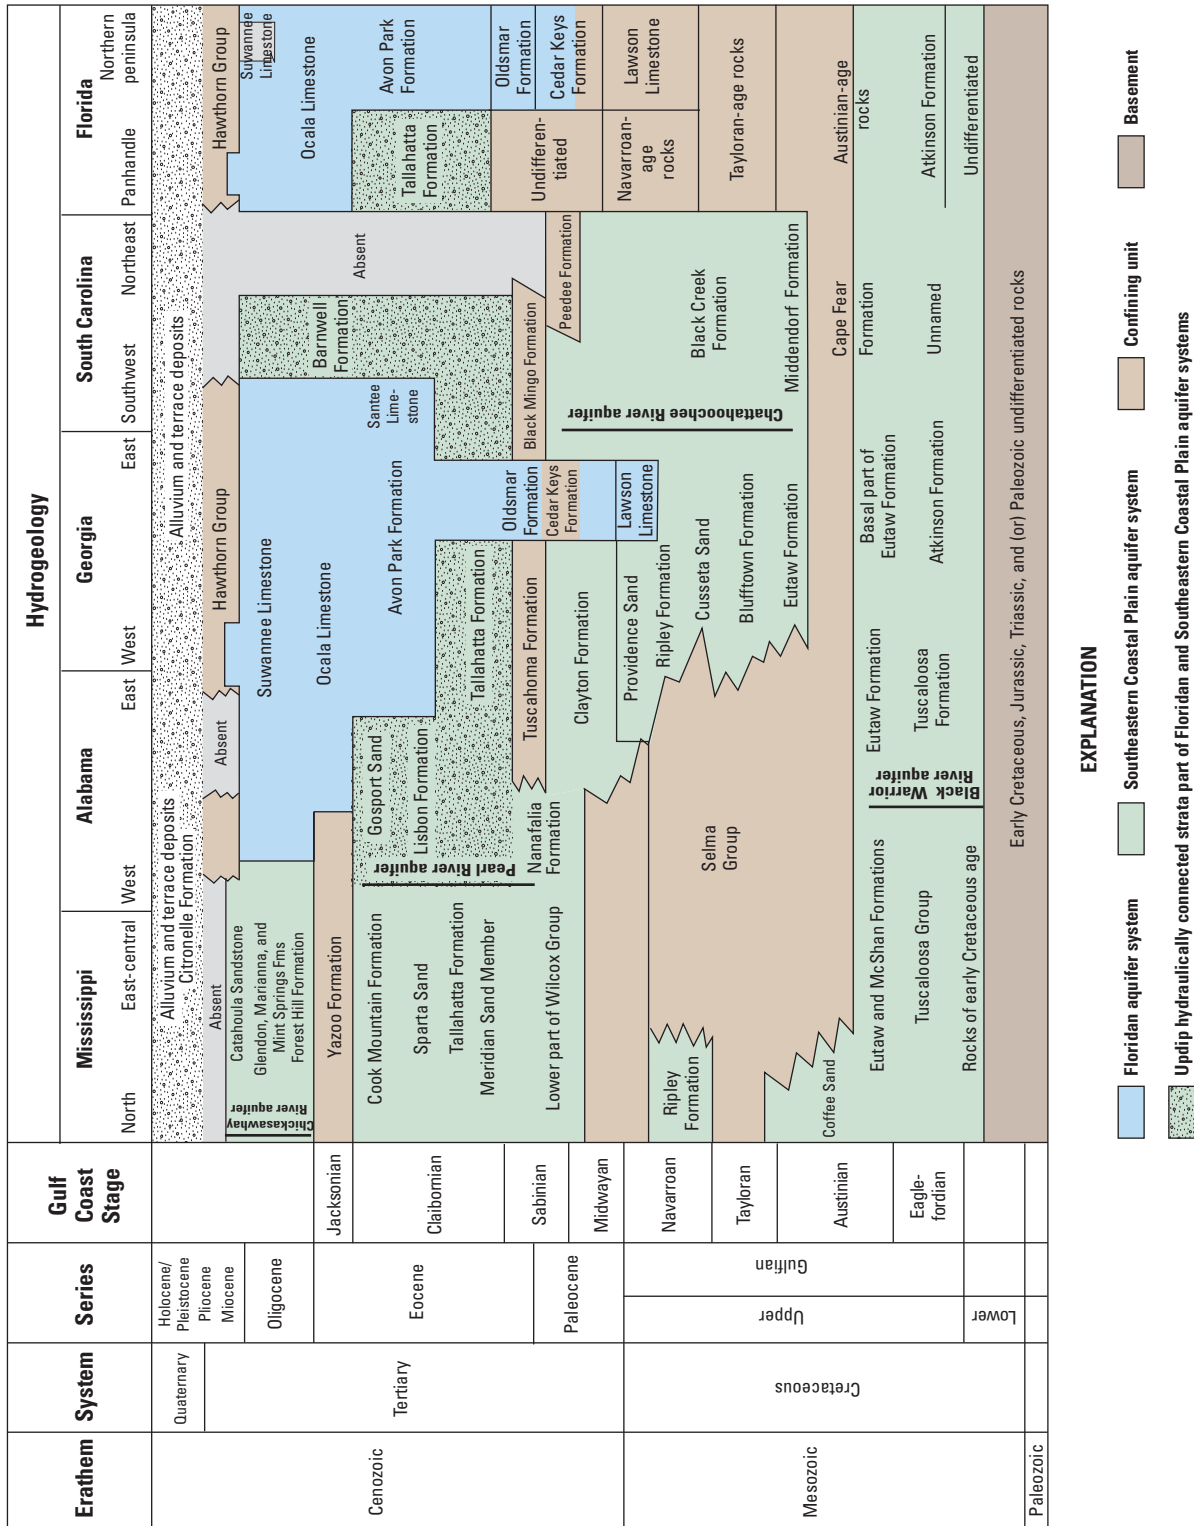 Hydrogeology
Erathem
System
Series
Gulf
Coast
Stage
Mississippi
Alabama
Georgia
South Carolina
Florida
North
East-central
West
East
West
East
Southwest
Northeast
Panhandle
Northern
peninsula
Cenozoic
Mesozoic
Paleozoic
Quaternary
Tertiary
Cretaceous
Holocene/
Pleistocene
Pliocene
Miocene
Oligocene
Eocene
Paleocene
Upper
Gulfian
Lower
Jacksonian
Claibornian
Sabinian
Midwayan
Navarroan
Tayloran
Austinian
Eagle-
fordian
Alluvium and terrace deposits
Citronelle Formation
Alluvium and terrace deposits
Absent
Catahoula Sandstone
Glendon, Marianna, and
Mint Springs Fms
Forest Hill Formation
Chickasawhay
River aquifer
Yazoo Formation
Cook Mountain Formation
Sparta Sand
Tallahatta Formation
Meridian Sand Member
Lower part of Wilcox Group
Ripley
Formation
Coffee Sand
Eutaw and McShan Formations
Tuscaloosa Group
Rocks of early Cretaceous age
Absent
Gosport Sand
Lisbon Formation
Pearl River aquifer
Nanafalia
Formation
Selma
Group
Black Warrior
River aquifer
Eutaw Formation
Tuscaloosa
Formation
Hawthorn Group
Suwannee Limestone
Ocala Limestone
Avon Park Formation
Tallahatta Formation
Tuscahoma Formation
Clayton Formation
Providence Sand
Ripley Formation
Cusseta Sand
Blufftown Formation
Eutaw Formation
Oldsmar
Formation
Cedar Keys
Formation
Lawson
Limestone
Basal part of
Eutaw Formation
Atkinson Formation
Santee
Lime-
stone
Barnwell
Formation
Black Mingo Formation
Chattahoochee River aquifer
Absent
Peedee Formation
Black Creek
Formation
Middendorf Formation
Cape Fear
Formation
Unnamed
Hawthorn Group
Suwannee
Limestone
Ocala Limestone
Avon Park
Formation
Tallahatta
Formation
Oldsmar
Formation
Cedar Keys
Formation
Undifferen-
tiated
Lawson
Limestone
Navarroan-
age
rocks
Tayloran-age rocks
Austinian-age
rocks
Atkinson Formation
Undifferentiated
Early Cretaceous, Jurassic, Triassic, and (or) Paleozoic undifferentiated rocks
EXPLANATION
Floridan aquifer system
Southeastern Coastal Plain aquifer system
Confining unit
Basement
Updip hydraulically connected strata part of Floridan and Southeastern Coastal Plain aquifer systems